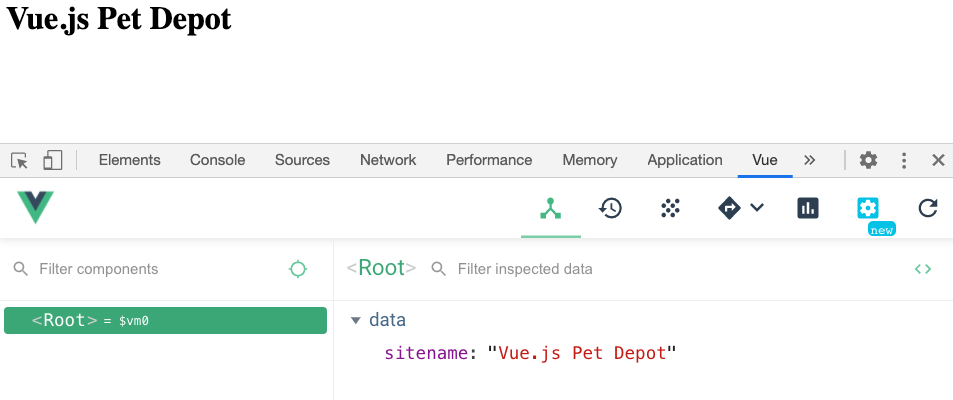 Vue.js Pet Depot
Elements Console Sources Network Performance Memory Application Vue »
new
Filter components
<Root> Filter inspected data < >
<Root> = $vm0
data
sitename: "Vue.js Pet Depot"